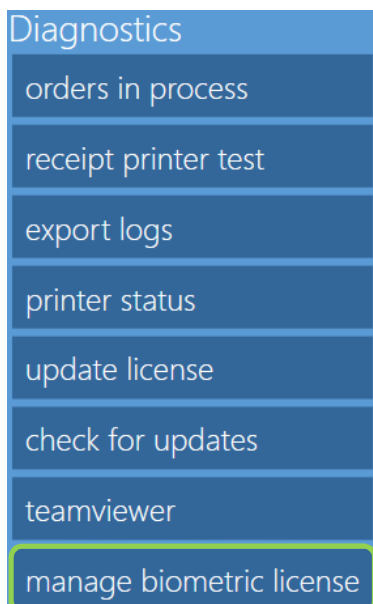 Diagnostics
orders in process
receipt printer test
export logs
printer status
update license
check for updates
teamviewer
manage biometric license